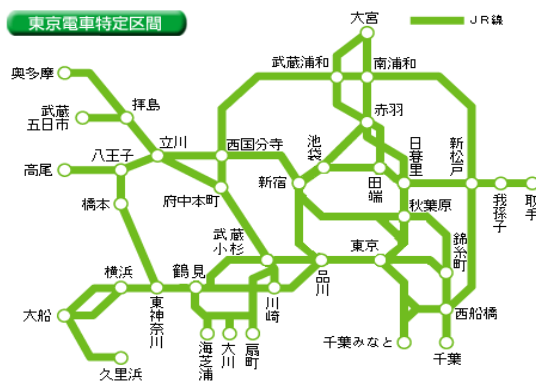 東京電車特定区間
大宮
JR線
奥多摩
武蔵浦和
南浦和
武蔵
五日市
拝島
赤羽
立川
西国分寺
池袋
日暮里
新松戸
高尾
八王子
新宿
田端
我孫子
取手
橋本
府中本町
秋葉原
武蔵
小杉
東京
錦糸町
横浜
鶴見
品川
大船
東神奈川
川崎
西船橋
久里浜
海芝浦
大川
扇町
千葉みなと
千葉